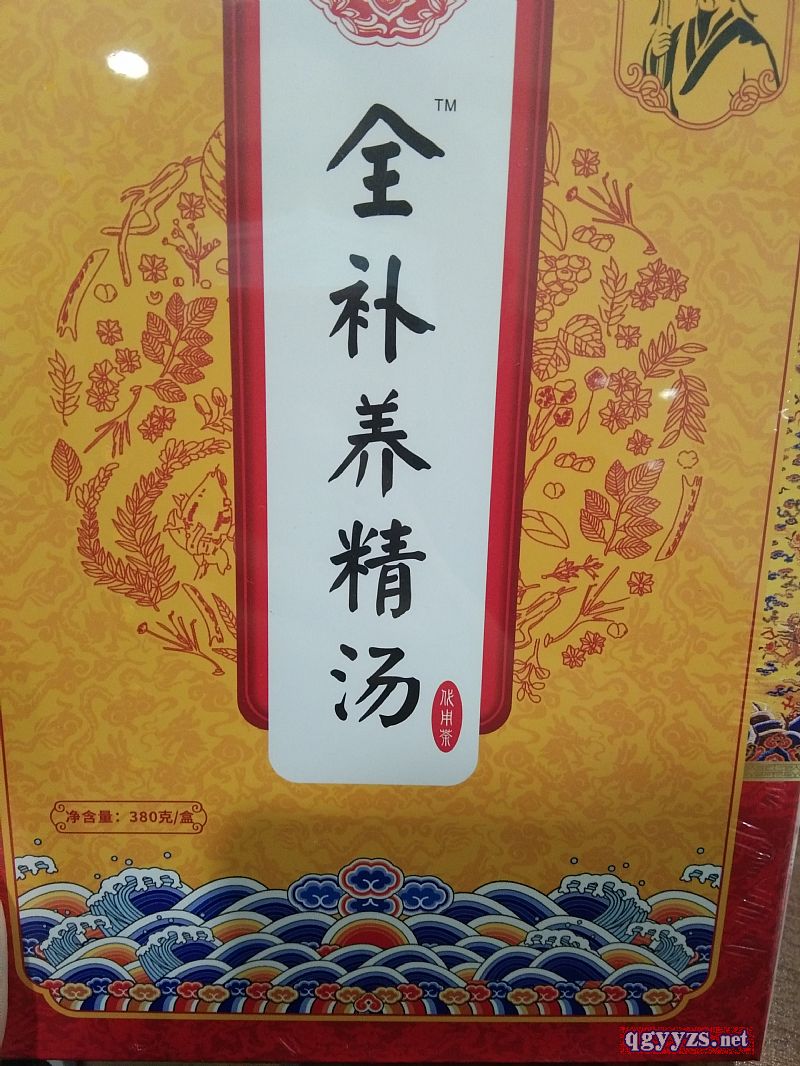 全补养精汤
TM
代用茶
净含量：380克/盒
qgyyzs.net